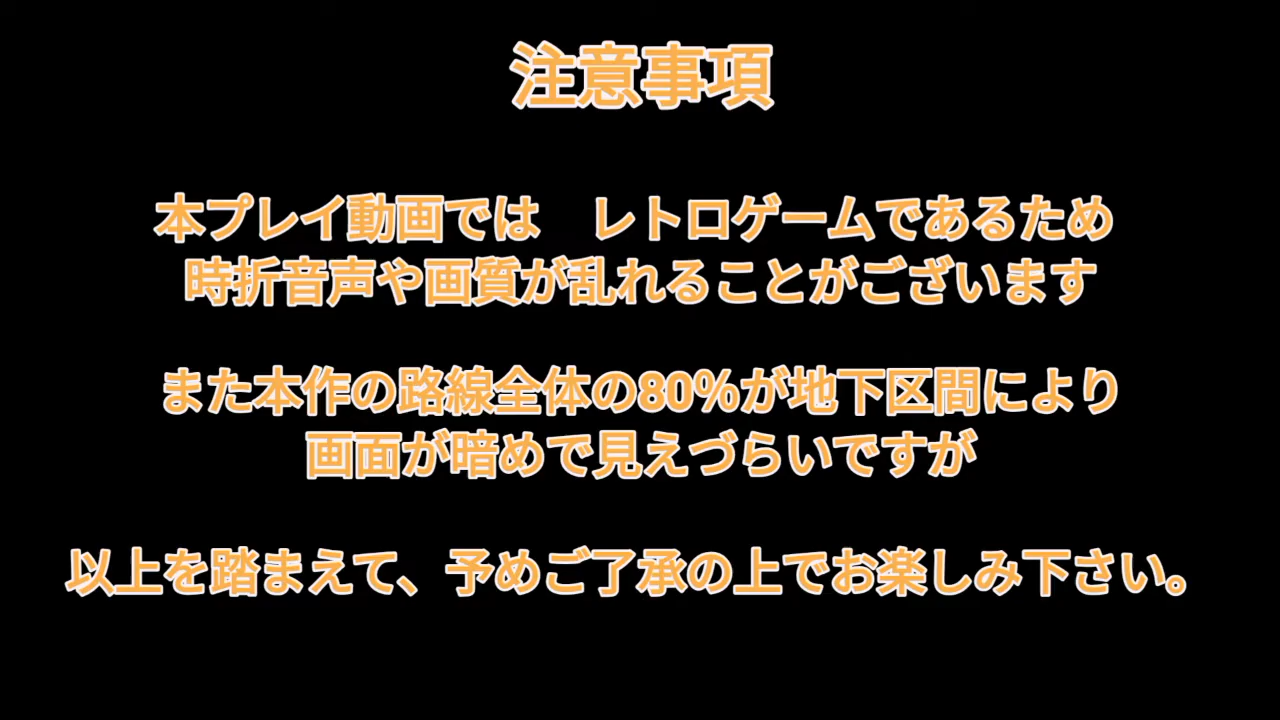 注意事項
本プレイ動画では　レトロゲームであるため
時折音声や画質が乱れることがございます
また本作の路線全体の80%が地下区間により
画面が暗めで見えづらいですが
以上を踏まえて、予めご了承の上でお楽しみ下さい。